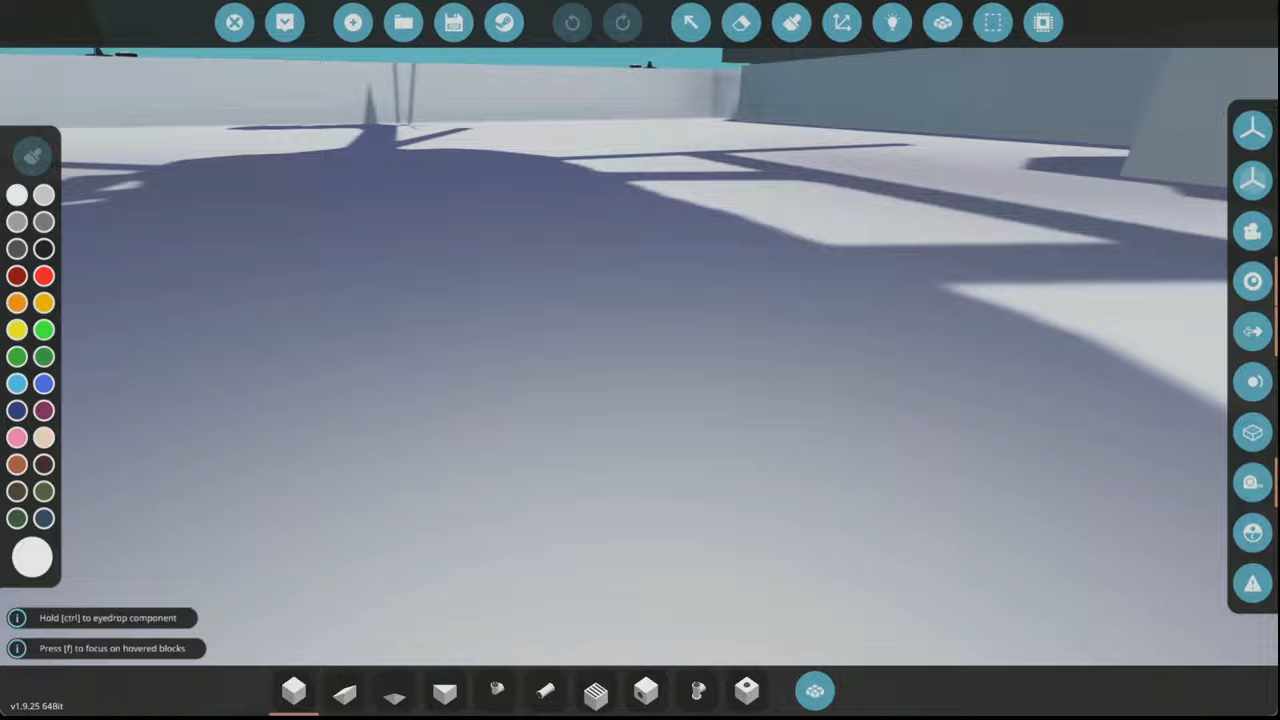 Hold [ctrl] to eyedrop component
Press [f] to focus on hovered blocks
v1.9.25 64Bit